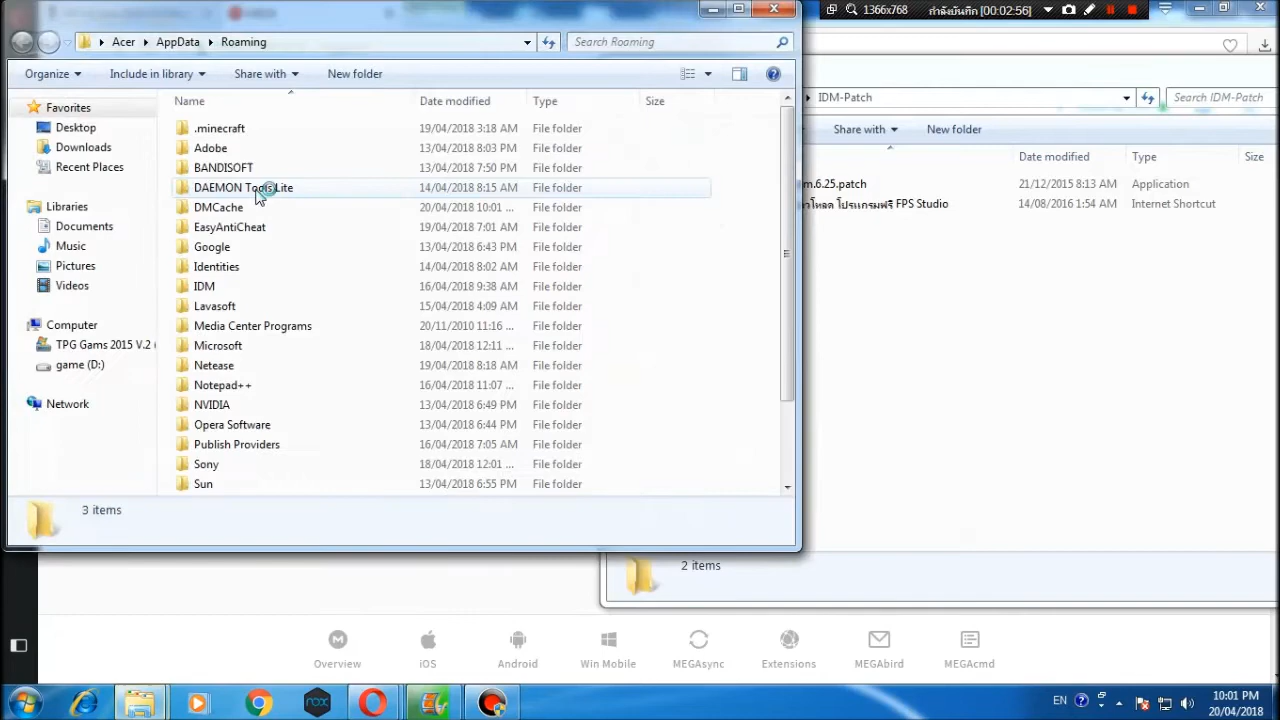 1366x768
กำลังบันทึก [00:02:56]
Acer
AppData
Roaming
Search Roaming
Organize
Include in library
Share with
New folder
Name
Date modified
Type
Size
Favorites
Desktop
Downloads
Recent Places
Libraries
Documents
Music
Pictures
Videos
Computer
TPG Gams 2015 V.2 (
game (D:)
Network
.minecraft 19/04/2018 3:18 AM File folder
Adobe 13/04/2018 8:03 PM File folder
BANDISOFT 13/04/2018 7:50 PM File folder
DAEMON Tools Lite 14/04/2018 8:15 AM File folder
DMCache 20/04/2018 10:01 ... File folder
EasyAntiCheat 19/04/2018 7:01 AM File folder
Google 13/04/2018 6:43 PM File folder
Identities 14/04/2018 8:02 AM File folder
IDM 16/04/2018 9:38 AM File folder
Lavasoft 15/04/2018 4:09 AM File folder
Media Center Programs 20/11/2010 11:16 ... File folder
Microsoft 18/04/2018 12:11 ... File folder
Netease 19/04/2018 8:18 AM File folder
Notepad++ 16/04/2018 11:07 ... File folder
NVIDIA 13/04/2018 6:49 PM File folder
Opera Software 13/04/2018 6:44 PM File folder
Publish Providers 16/04/2018 7:05 AM File folder
Sony 18/04/2018 12:01 ... File folder
Sun 13/04/2018 6:55 PM File folder
3 items
IDM-Patch
Search IDM-Patch
Share with
New folder
Date modified
Type
Size
m.6.25.patch 21/12/2015 8:13 AM Application
โปรแกรมฟรี FPS Studio 14/08/2016 1:54 AM Internet Shortcut
2 items
Overview
iOS
Android
Win Mobile
MEGAsync
Extensions
MEGAbird
MEGAcmd
nox
EN
10:01 PM
20/04/2018